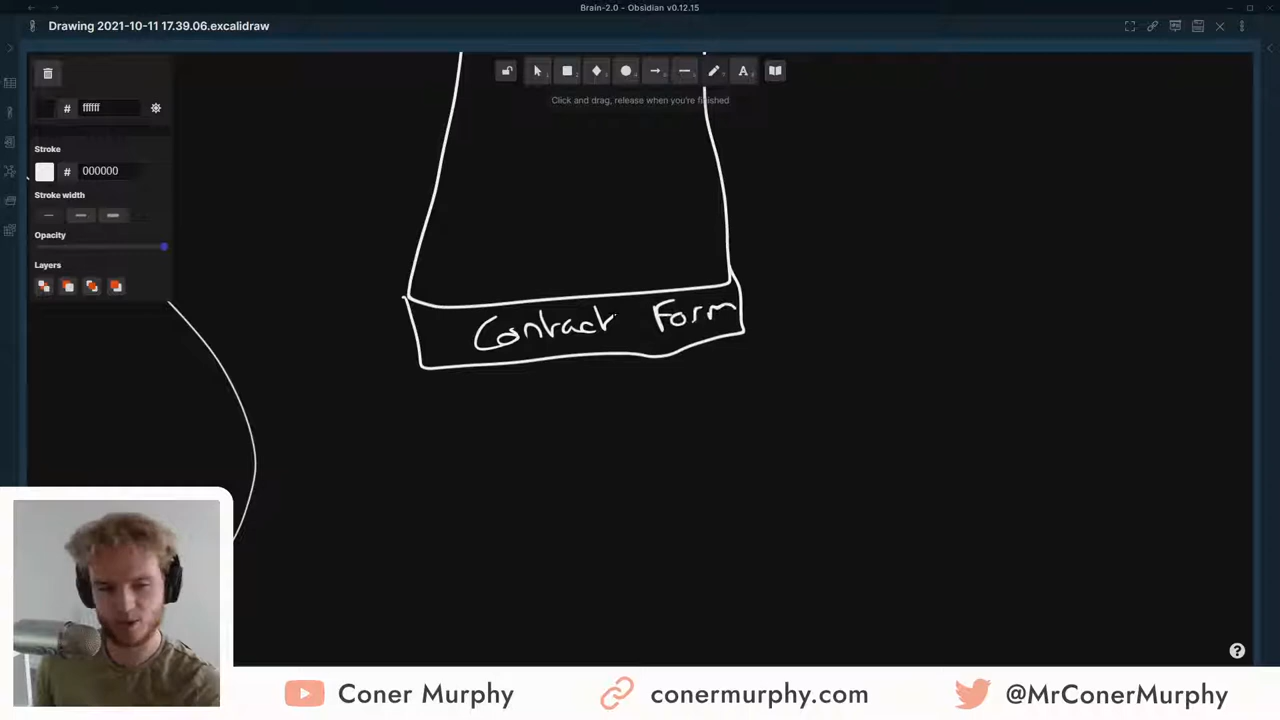 Brain-2.0 - Obsidian v0.12.15
Drawing 2021-10-11 17.39.06.excalidraw
Click and drag, release when you're finished
# ffffff
Stroke
# 000000
Stroke width
Opacity
Layers
Contact Form
Coner Murphy
conermurphy.com
@MrConerMurphy